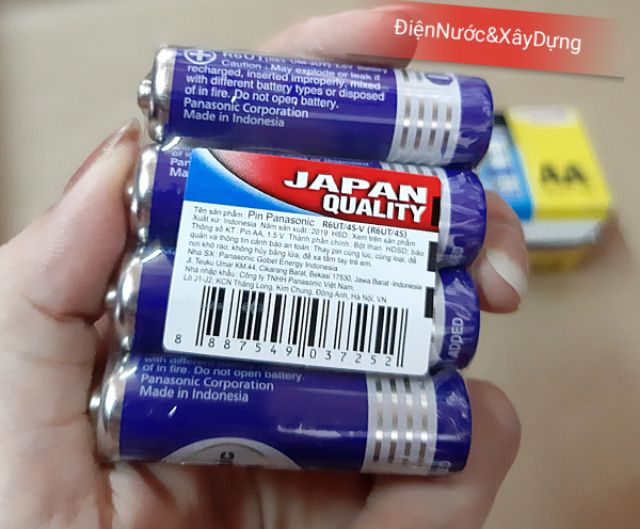 ĐiệnNước&XâyDựng
R6UT
Caution : May explode or leak if
recharged, inserted improperly, mixed
with different battery types or disposed
of in fire. Do not open battery.
Panasonic Corporation
Made in Indonesia
AA
JAPAN
QUALITY
Tên sản phẩm: Pin Panasonic R6UT/4S-V (R6UT/4S)
Xuất xứ: Indonesia Năm sản xuất: 2019 HSD: Xem trên sản phẩm
Thông số KT: Pin AA, 1.5 V Thành phần chính : Bột than HDSD, bảo
quản và thông tin cảnh báo an toàn : Thay pin cùng lúc, cùng loại, để
nơi khô ráo, không hủy bằng lửa, để xa tầm tay trẻ em.
Nhà SX : Panasonic Gobel Energy Indonesia
Jl. Teuku Umar KM.44, Cikarang Barat, Bekasi 17530, Jawa Barat -Indonesia
Nhà nhập khẩu : Công ty TNHH Panasonic Việt Nam,
Lô J1-J2, KCN Thăng Long, Kim Chung, Đông Anh, Hà Nội, VN
8 887549 037252
ADDED
with different
of in fire. Do not open battery.
Panasonic Corporation
Made in Indonesia